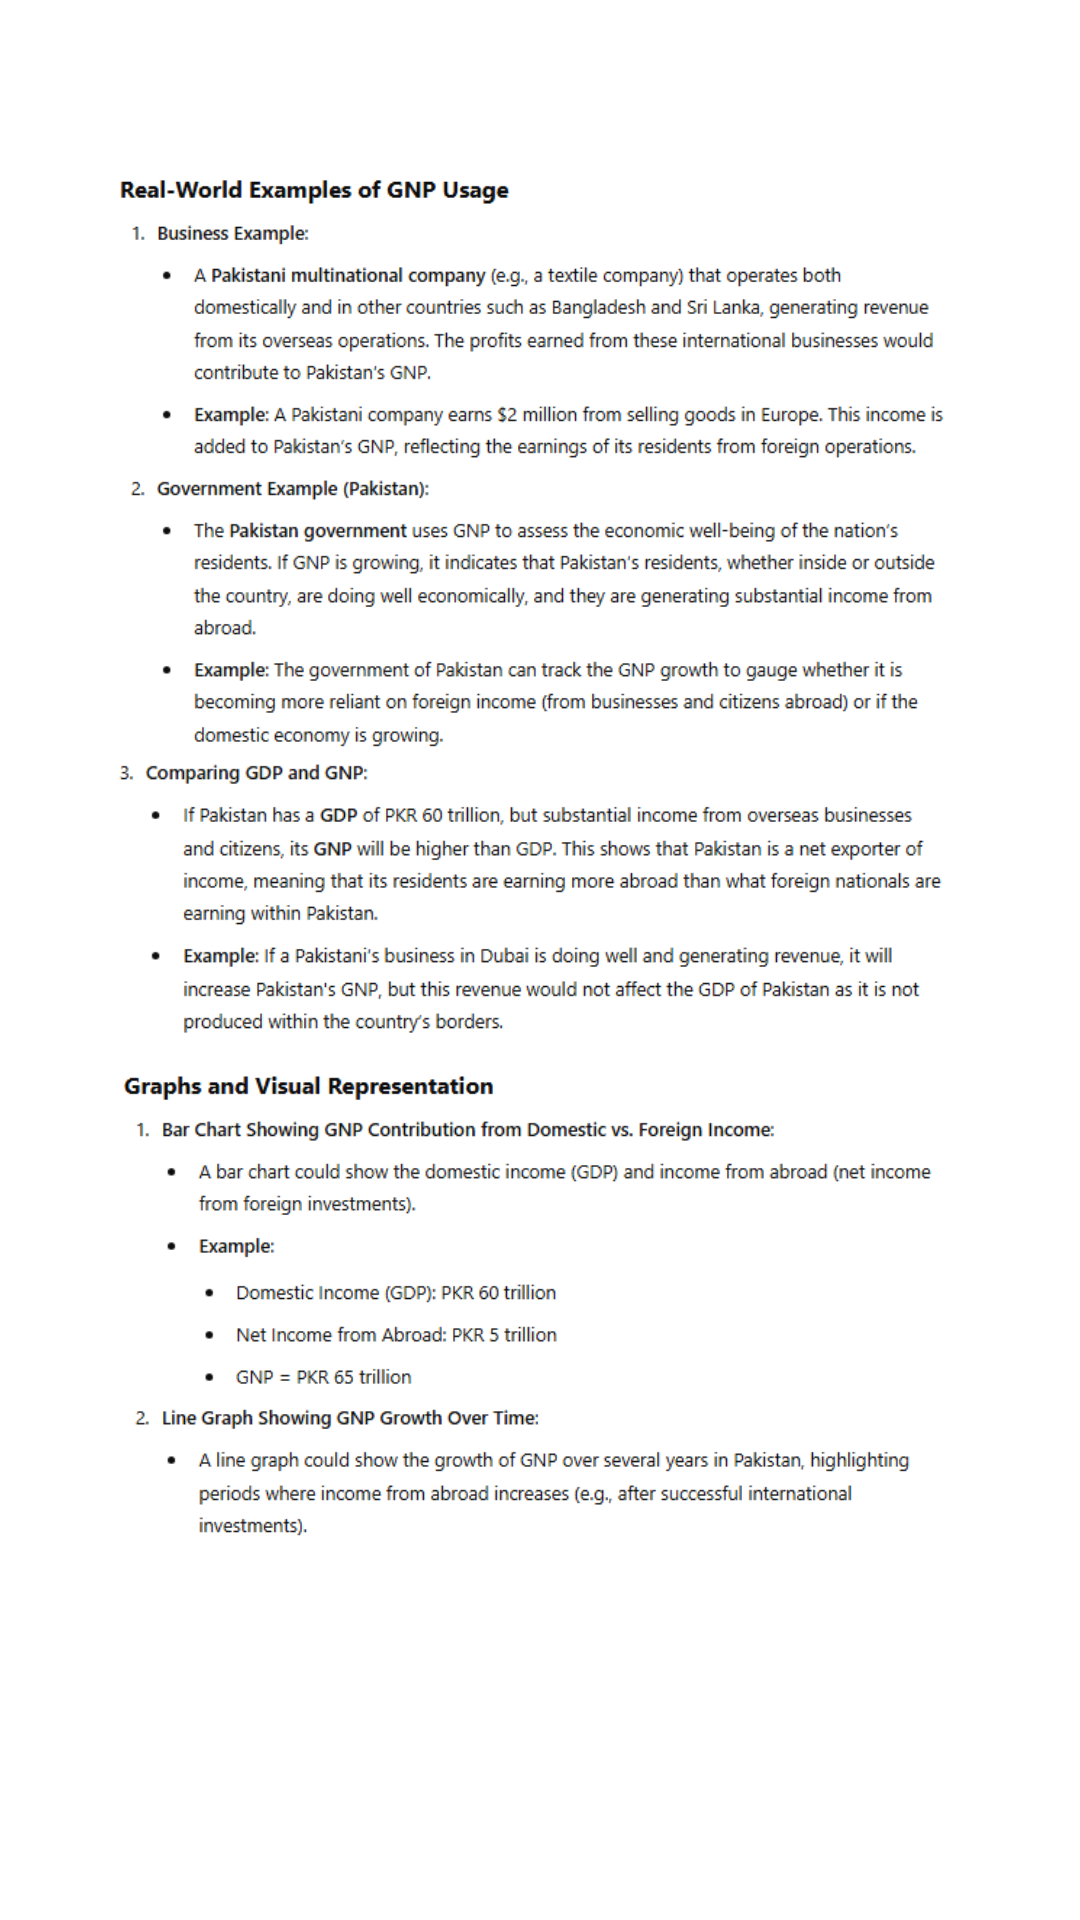 Real-World Examples of GNP Usage
1. Business Example:
• A Pakistani multinational company (e.g., a textile company) that operates both
domestically and in other countries such as Bangladesh and Sri Lanka, generating revenue
from its overseas operations. The profits earned from these international businesses would
contribute to Pakistan's GNP.
• Example: A Pakistani company earns $2 million from selling goods in Europe. This income is
added to Pakistan's GNP, reflecting the earnings of its residents from foreign operations.
2. Government Example (Pakistan):
• The Pakistan government uses GNP to assess the economic well-being of the nation's
residents. If GNP is growing, it indicates that Pakistan's residents, whether inside or outside
the country, are doing well economically, and they are generating substantial income from
abroad.
• Example: The government of Pakistan can track the GNP growth to gauge whether it is
becoming more reliant on foreign income (from businesses and citizens abroad) or if the
domestic economy is growing.
3. Comparing GDP and GNP:
• If Pakistan has a GDP of PKR 60 trillion, but substantial income from overseas businesses
and citizens, its GNP will be higher than GDP. This shows that Pakistan is a net exporter of
income, meaning that its residents are earning more abroad than what foreign nationals are
earning within Pakistan.
• Example: If a Pakistani's business in Dubai is doing well and generating revenue, it will
increase Pakistan's GNP, but this revenue would not affect the GDP of Pakistan as it is not
produced within the country's borders.
Graphs and Visual Representation
1. Bar Chart Showing GNP Contribution from Domestic vs. Foreign Income:
• A bar chart could show the domestic income (GDP) and income from abroad (net income
from foreign investments).
• Example:
• Domestic Income (GDP): PKR 60 trillion
• Net Income from Abroad: PKR 5 trillion
• GNP = PKR 65 trillion
2. Line Graph Showing GNP Growth Over Time:
• A line graph could show the growth of GNP over several years in Pakistan, highlighting
periods where income from abroad increases (e.g., after successful international
investments).